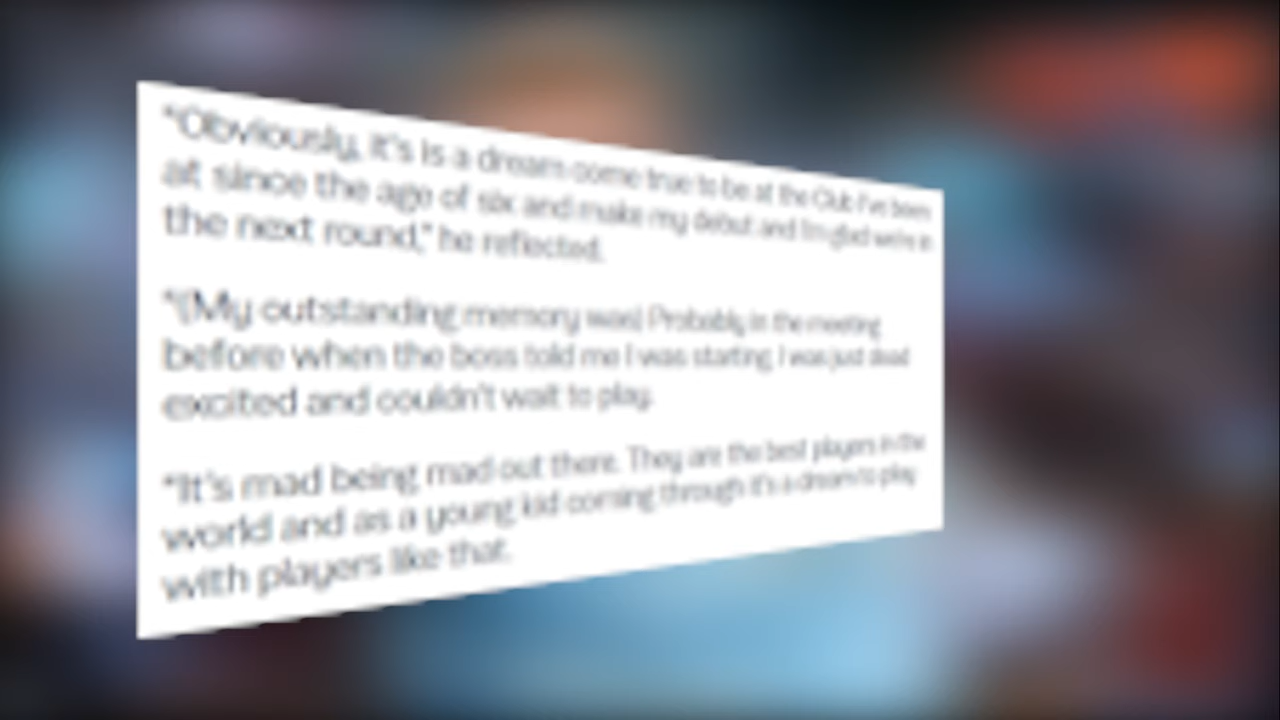 "Obviously, it's is a dream come true to be at the Club I've been
at since the age of six and make my debut and I'm glad we're in
the next round," he reflected.
"(My outstanding memory was) Probably in the meeting
before when the boss told me I was starting. I was just dead
excited and couldn't wait to play.
"It's mad being mad out there. They are the best players in the
world and as a young kid coming through it's a dream to play
with players like that.